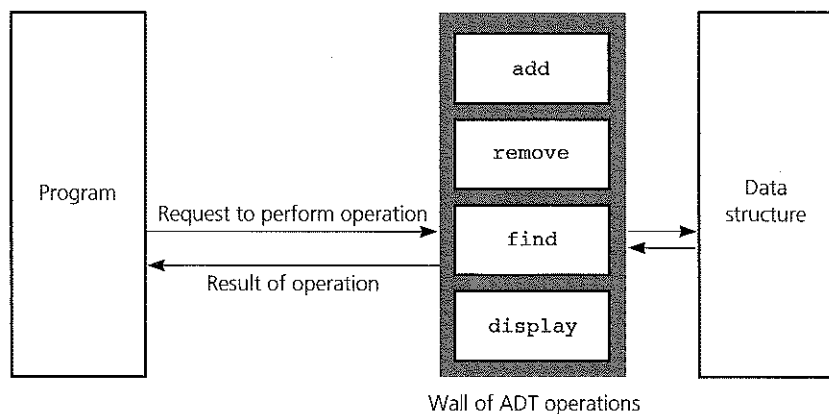 Program
Request to perform operation
Result of operation
add
remove
find
display
Data
structure
Wall of ADT operations